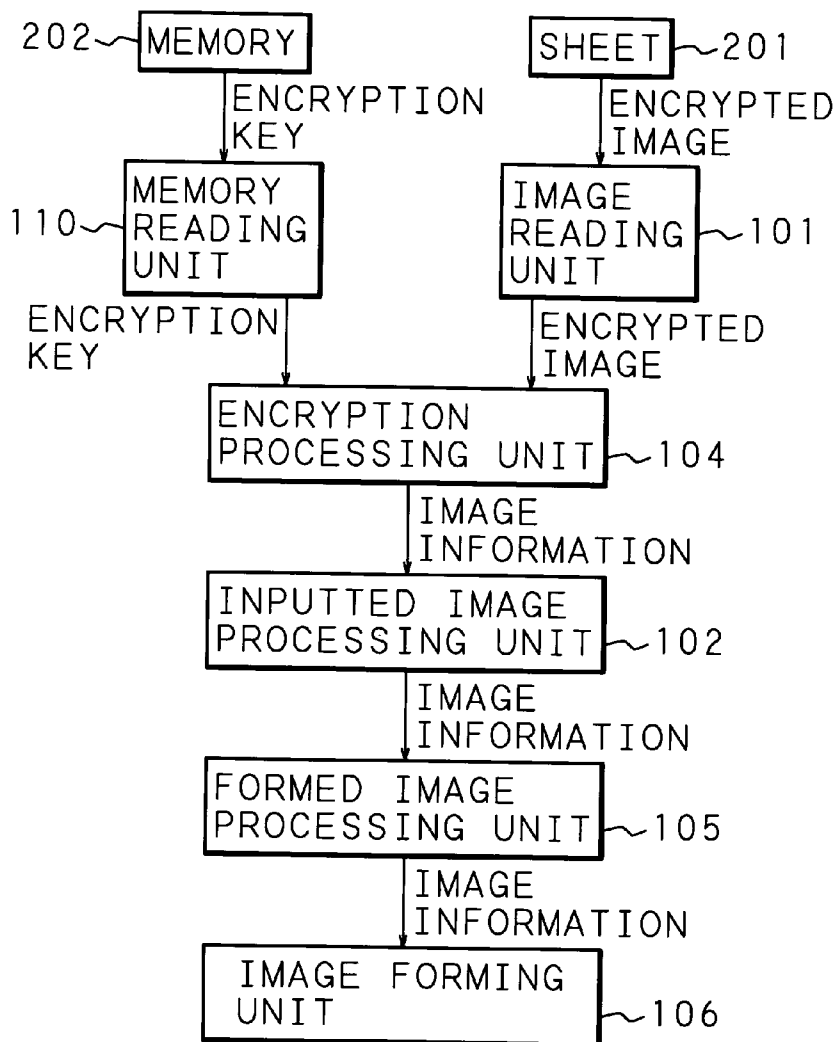 202 MEMORY
SHEET 201
ENCRYPTION
KEY
ENCRYPTED
IMAGE
110 MEMORY
READING
UNIT
IMAGE
READING
UNIT 101
ENCRYPTION
KEY
ENCRYPTED
IMAGE
ENCRYPTION
PROCESSING UNIT 104
IMAGE
INFORMATION
INPUTTED IMAGE
PROCESSING UNIT 102
IMAGE
INFORMATION
FORMED IMAGE
PROCESSING UNIT 105
IMAGE
INFORMATION
IMAGE FORMING
UNIT 106